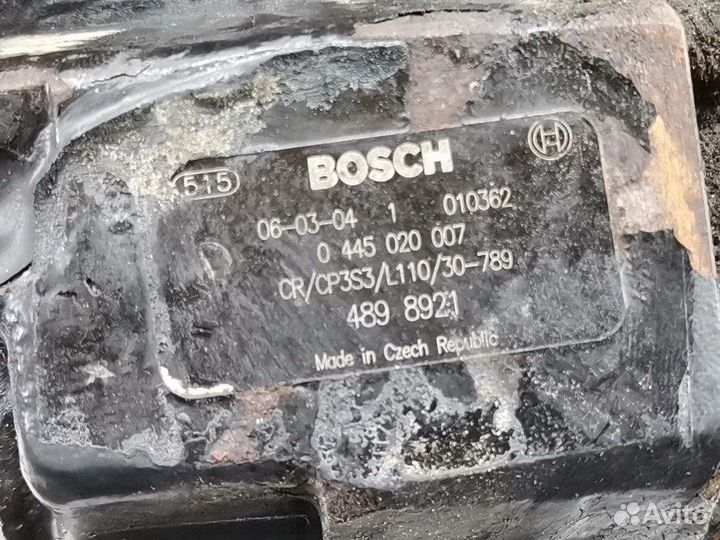 BOSCH
515
06-03-04 1 010362
0 445 020 007
CR/CP3S3/L110/30-789
489 8921
Made in Czech Republic
Avito